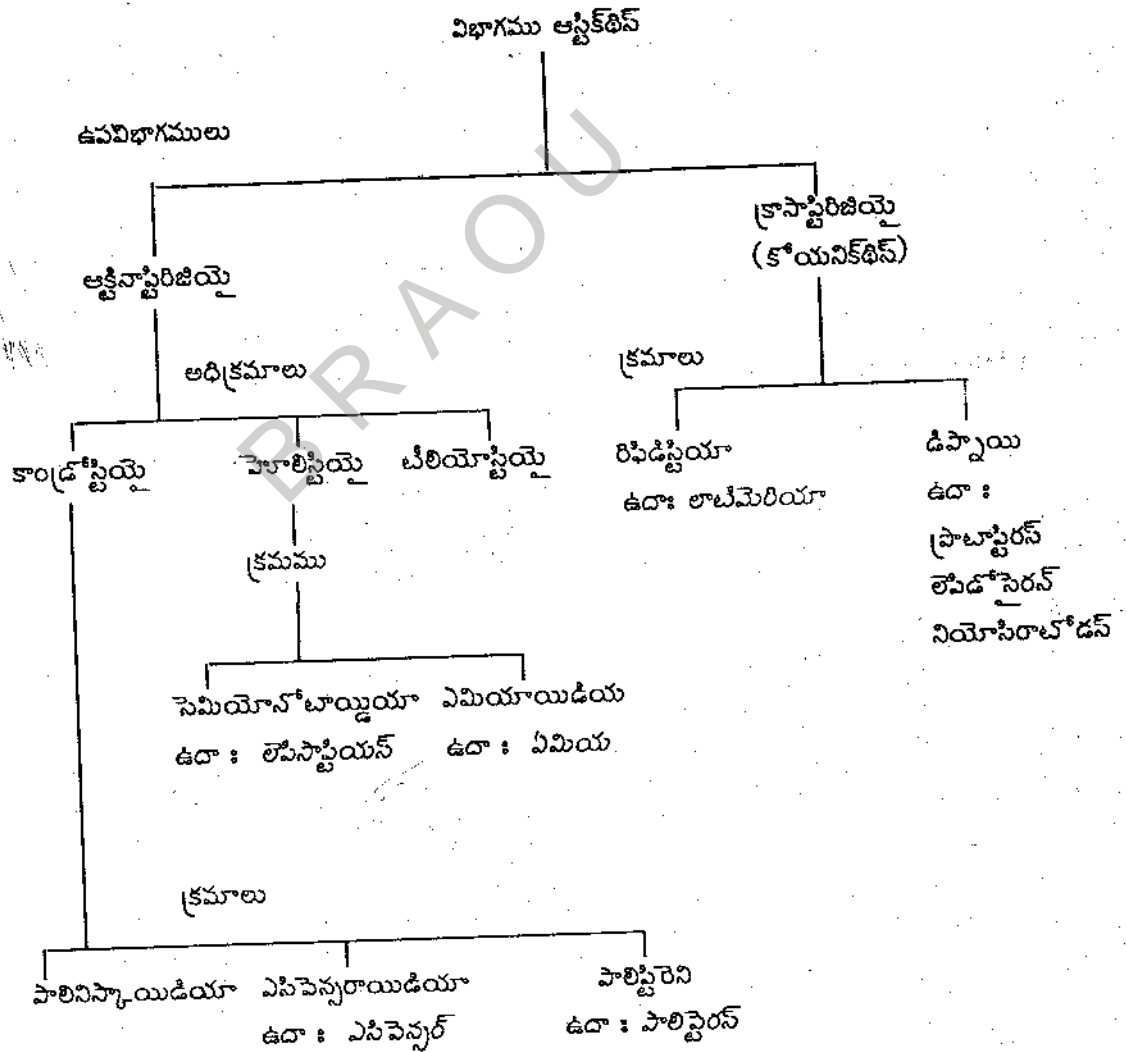 విభాగము ఆస్టిక్‌థిస్
ఉపవిభాగములు
ఆక్టినాప్టిరిజియై
క్రాసాప్టిరిజియై
(కోయనిక్‌థిస్)
అధిక్రమాలు
క్రమాలు
కాండ్రోస్టియై హెూలిస్టియై టీలియోస్టియై
రిఫిడిస్టియా
ఉదాః లాటిమెరియా
డిప్నాయి
ఉదా :
ప్రొటాప్టిరస్
లెపిడోసైరన్
నియోసిరాటోడస్
క్రమము
సెమియోనోటాయ్డియా ఎమియాయిడియ
ఉదా : లెపిసాప్టియస్ ఉదా : ఏమియ
క్రమాలు
పాలినిస్కాయిడియా ఎసిపెన్సరాయిడియా పాలిప్టిరెని
ఉదా : ఎసిపెన్సర్ ఉదా : పాలిప్టెరస్
BRAOU